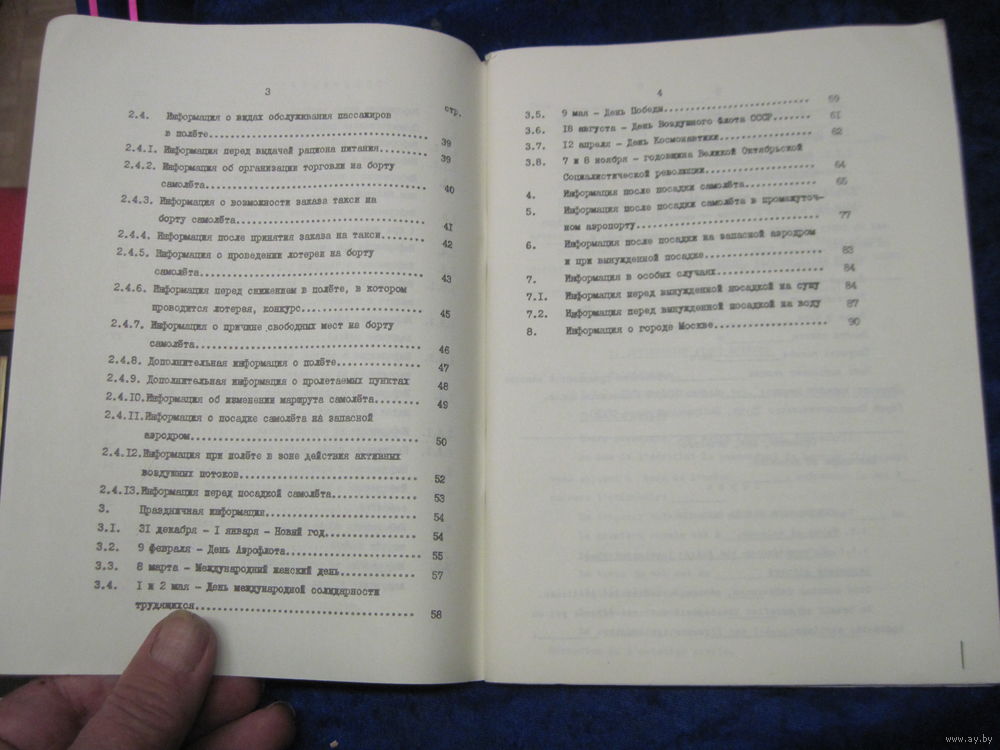 3
стр.
2.4. Информация о видах обслуживания пассажиров
в полёте.................................... 39
2.4.1. Информация перед выдачей рациона питания..... 39
2.4.2. Информация об организации торговли на борту
самолёта.................................... 40
2.4.3. Информация о возможности заказа такси на
борту самолёта.............................. 41
2.4.4. Информация после принятия заказа на такси.... 42
2.4.5. Информация о проведении лотереи на борту
самолёта.................................... 43
2.4.6. Информация перед снижением в полёте, в котором
проводится лотерея, конкурс................. 45
2.4.7. Информация о причине свободных мест на борту
самолёта.................................... 46
2.4.8. Дополнительная информация о полёте........... 47
2.4.9. Дополнительная информация о пролетаемых пунктах 48
2.4.10.Информация об изменении маршрута самолёта..... 49
2.4.11.Информация о посадке самолёта на запасной
аэродром.................................... 50
2.4.12.Информация при полёте в зоне действия активных
воздушных потоков........................... 52
2.4.13.Информация перед посадкой самолёта............ 53
3. Праздничная информация....................... 54
3.1. 31 декабря - 1 января - Новый год............ 54
3.2. 9 февраля - День Аэрофлота................... 55
3.3. 8 марта - Международный женский день......... 57
3.4. 1 и 2 мая - День международной солидарности
трудящихся.................................. 58
4
3.5. 9 мая - День Победы.......................... 60
3.6. 18 августа - День Воздушного Флота СССР...... 61
3.7. 12 апреля - День Космонавтики................ 62
3.8. 7 и 8 ноября - годовщина Великой Октябрьской
Социалистической революции.................. 64
4. Информация после посадки самолёта............ 65
5. Информация после посадки самолёта в промежуточ-
ном аэропорту............................... 77
6. Информация после посадки на запасной аэродром
и при вынужденной посадке................... 83
7. Информация в особых случаях.................. 84
7.1. Информация перед вынужденной посадкой на сушу 84
7.2. Информация перед вынужденной посадкой на воду 87
8. Информация о городе Москве................... 90
www.ay.by